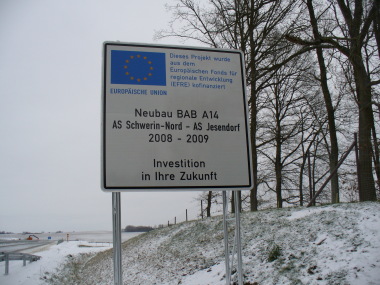 Dieses Projekt wurde
aus dem
Europäischen Fonds für
regionale Entwicklung
(EFRE) kofinanziert
EUROPÄISCHE UNION
Neubau BAB A14
AS Schwerin-Nord - AS Jesendorf
2008 - 2009
Investition
in Ihre Zukunft